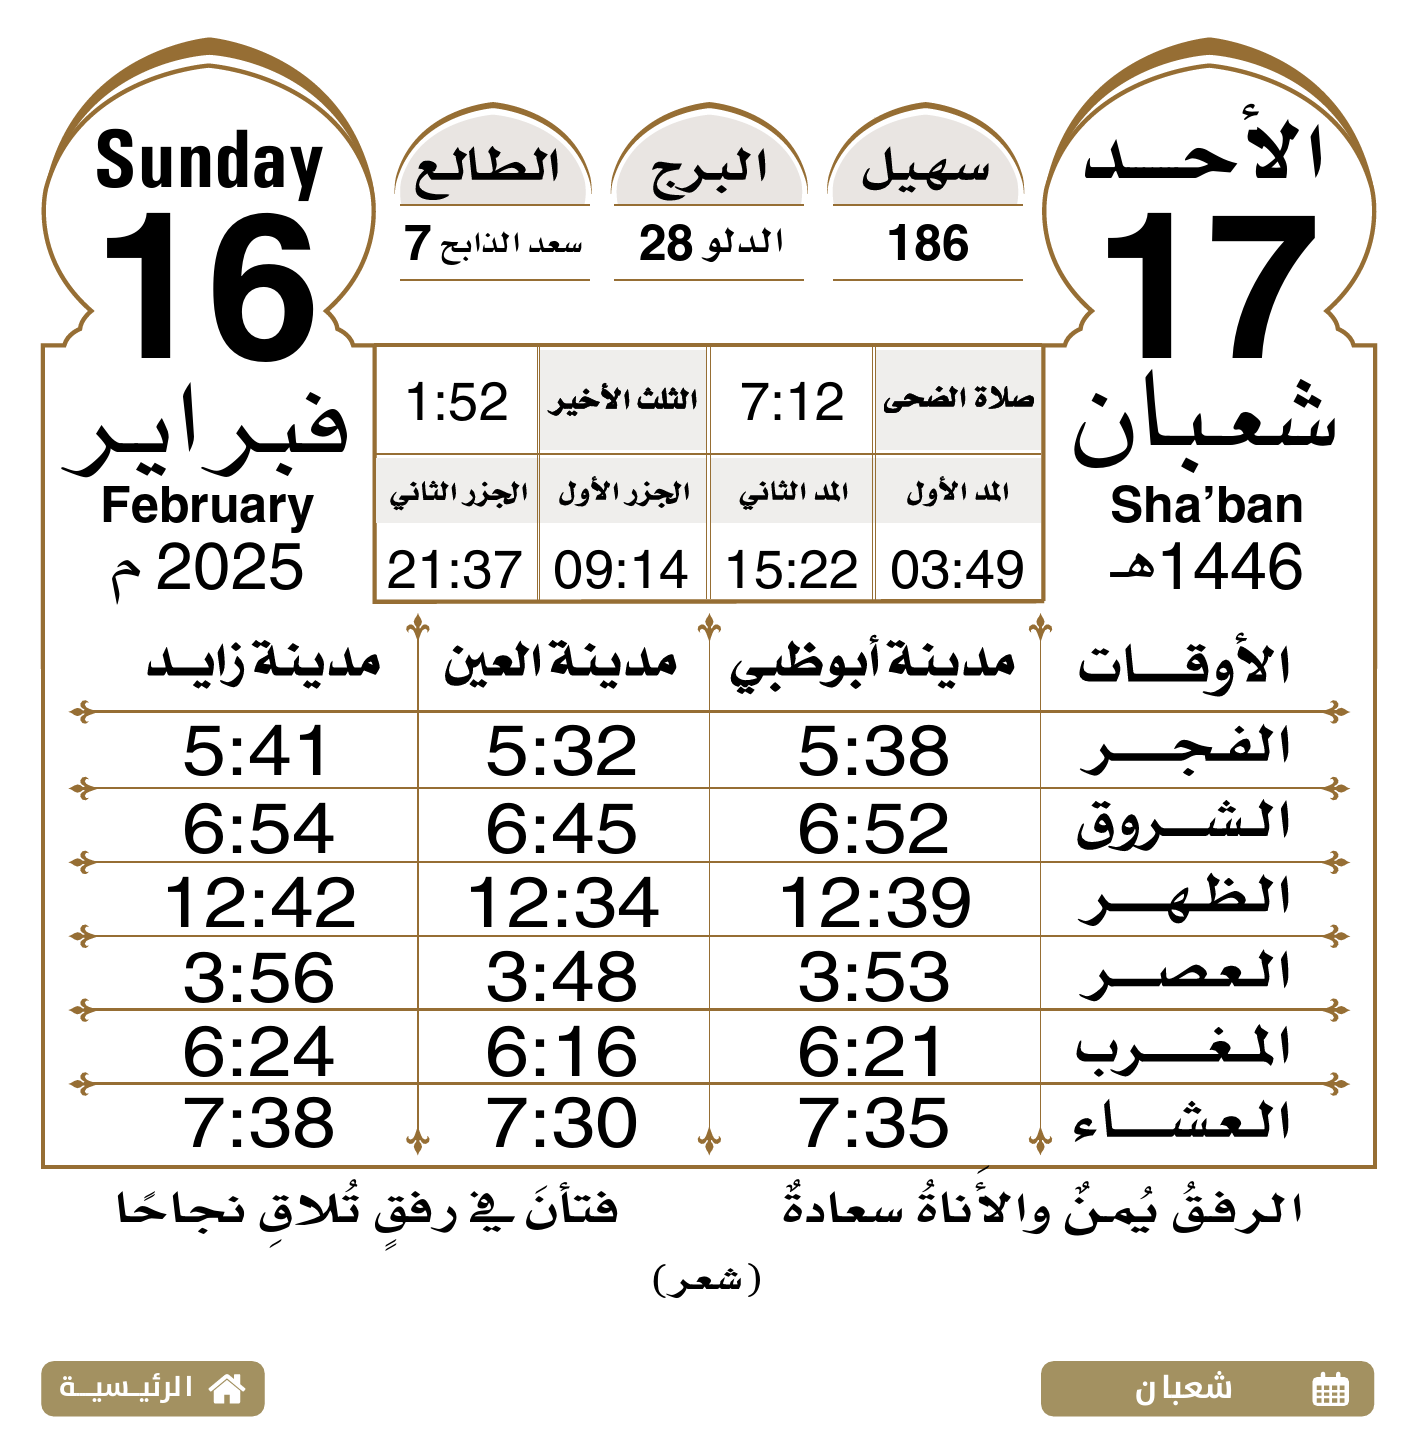 الأحد
17
شعبان
Sha'ban
1446هـ
سهيل
186
البرج
الدلو 28
الطالع
سعد الذابح 7
Sunday
16
فبراير
February
2025 م
صلاة الضحى 7:12 الثلث الأخير 1:52
المد الأول المد الثاني الجزر الأول الجزر الثاني
03:49 15:22 09:14 21:37
الأوقات مدينة أبوظبي مدينة العين مدينة زايد
الفجر 5:38 5:32 5:41
الشروق 6:52 6:45 6:54
الظهر 12:39 12:34 12:42
العصر 3:53 3:48 3:56
المغرب 6:21 6:16 6:24
العشاء 7:35 7:30 7:38
الرفقُ يُمنٌ والأَناةُ سعادةٌ فتأنَ في رفقٍ تُلاقِ نجاحًا
(شعر)
شعبان
الرئيسية